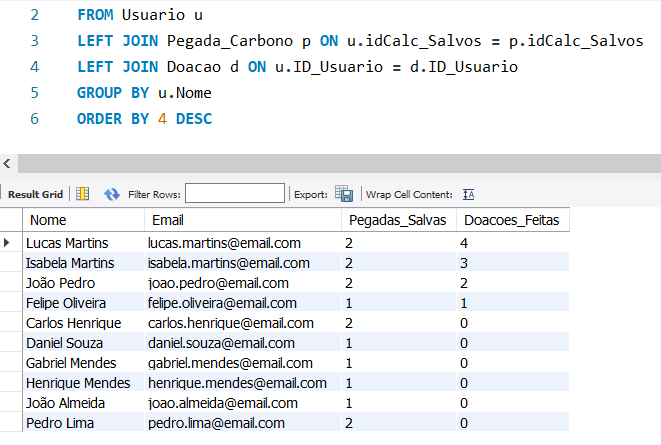 2 FROM Usuario u
3 LEFT JOIN Pegada_Carbono p ON u.idCalc_Salvos = p.idCalc_Salvos
4 LEFT JOIN Doacao d ON u.ID_Usuario = d.ID_Usuario
5 GROUP BY u.Nome
6 ORDER BY 4 DESC
Result Grid Filter Rows: Export: Wrap Cell Content: IA
Nome Email Pegadas_Salvas Doacoes_Feitas
Lucas Martins lucas.martins@email.com 2 4
Isabela Martins isabela.martins@email.com 2 3
João Pedro joao.pedro@email.com 2 2
Felipe Oliveira felipe.oliveira@email.com 1 1
Carlos Henrique carlos.henrique@email.com 2 0
Daniel Souza daniel.souza@email.com 1 0
Gabriel Mendes gabriel.mendes@email.com 1 0
Henrique Mendes henrique.mendes@email.com 1 0
João Almeida joao.almeida@email.com 1 0
Pedro Lima pedro.lima@email.com 2 0